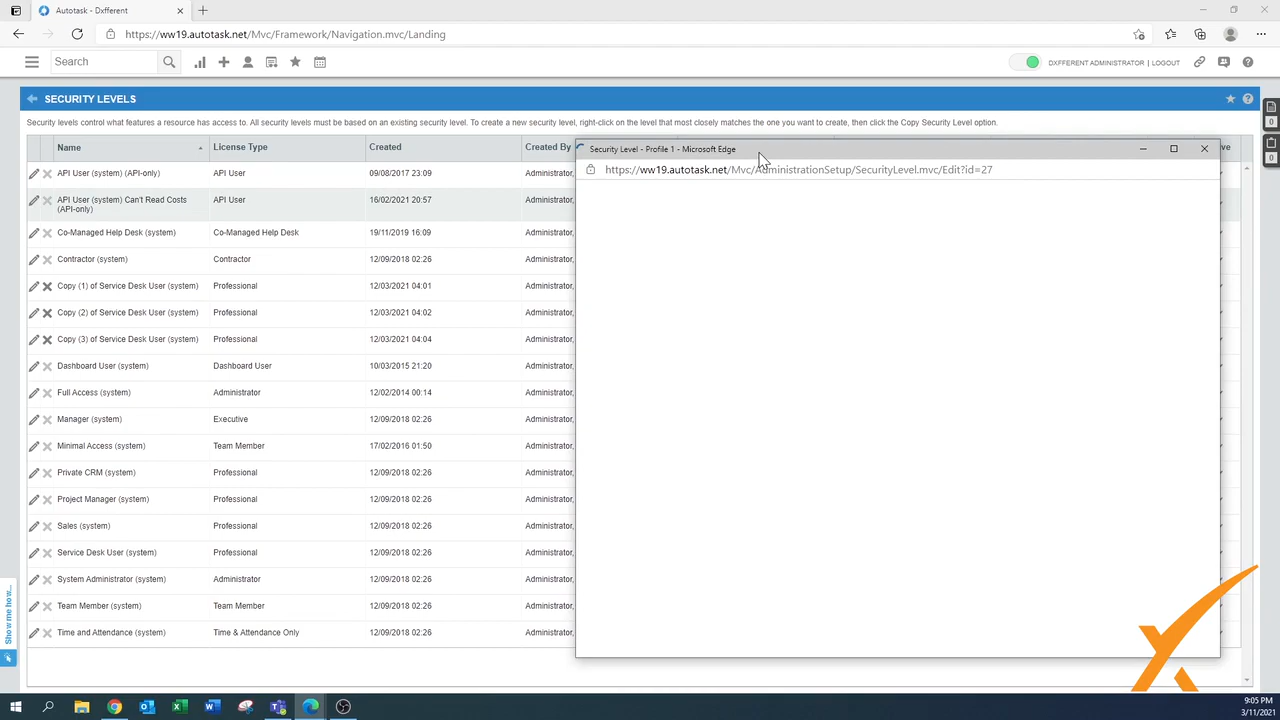 Autotask - Dxfferent
https://ww19.autotask.net/Mvc/Framework/Navigation.mvc/Landing
Search
DXFFERENT ADMINISTRATOR | LOGOUT
SECURITY LEVELS
Security levels control what features a resource has access to. All security levels must be based on an existing security level. To create a new security level, right-click on the level that most closely matches the one you want to create, then click the Copy Security Level option.
0
0
Name License Type Created Created By
API User (system) (API-only) API User 09/08/2017 23:09 Administrator,
API User (system) Can't Read Costs API User 16/02/2021 20:57 Administrator,
(API-only)
Co-Managed Help Desk (system) Co-Managed Help Desk 19/11/2019 16:09 Administrator,
Contractor (system) Contractor 12/09/2018 02:26 Administrator,
Copy (1) of Service Desk User (system) Professional 12/03/2021 04:01 Administrator,
Copy (2) of Service Desk User (system) Professional 12/03/2021 04:02 Administrator,
Copy (3) of Service Desk User (system) Professional 12/03/2021 04:04 Administrator,
Dashboard User (system) Dashboard User 10/03/2015 21:20 Administrator,
Full Access (system) Administrator 12/02/2014 00:14 Administrator,
Manager (system) Executive 12/09/2018 02:26 Administrator,
Minimal Access (system) Team Member 17/02/2016 01:50 Administrator,
Private CRM (system) Professional 12/09/2018 02:26 Administrator,
Project Manager (system) Professional 12/09/2018 02:26 Administrator,
Sales (system) Professional 12/09/2018 02:26 Administrator,
Service Desk User (system) Professional 12/09/2018 02:26 Administrator,
System Administrator (system) Administrator 12/09/2018 02:26 Administrator,
Team Member (system) Team Member 12/09/2018 02:26 Administrator,
Time and Attendance (system) Time & Attendance Only 12/09/2018 02:26 Administrator,
Security Level - Profile 1 - Microsoft Edge
https://ww19.autotask.net/Mvc/AdministrationSetup/SecurityLevel.mvc/Edit?id=27
Show me how...
9:05 PM
3/11/2021